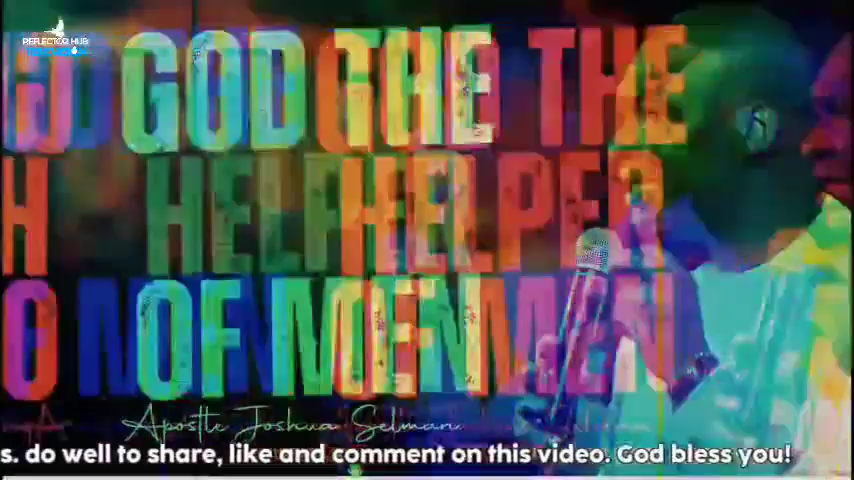 REFLECTOR HUB
GOD THE
HELPER
OF MEN
Apostle Joshua Selman
s. do well to share, like and comment on this video. God bless you!